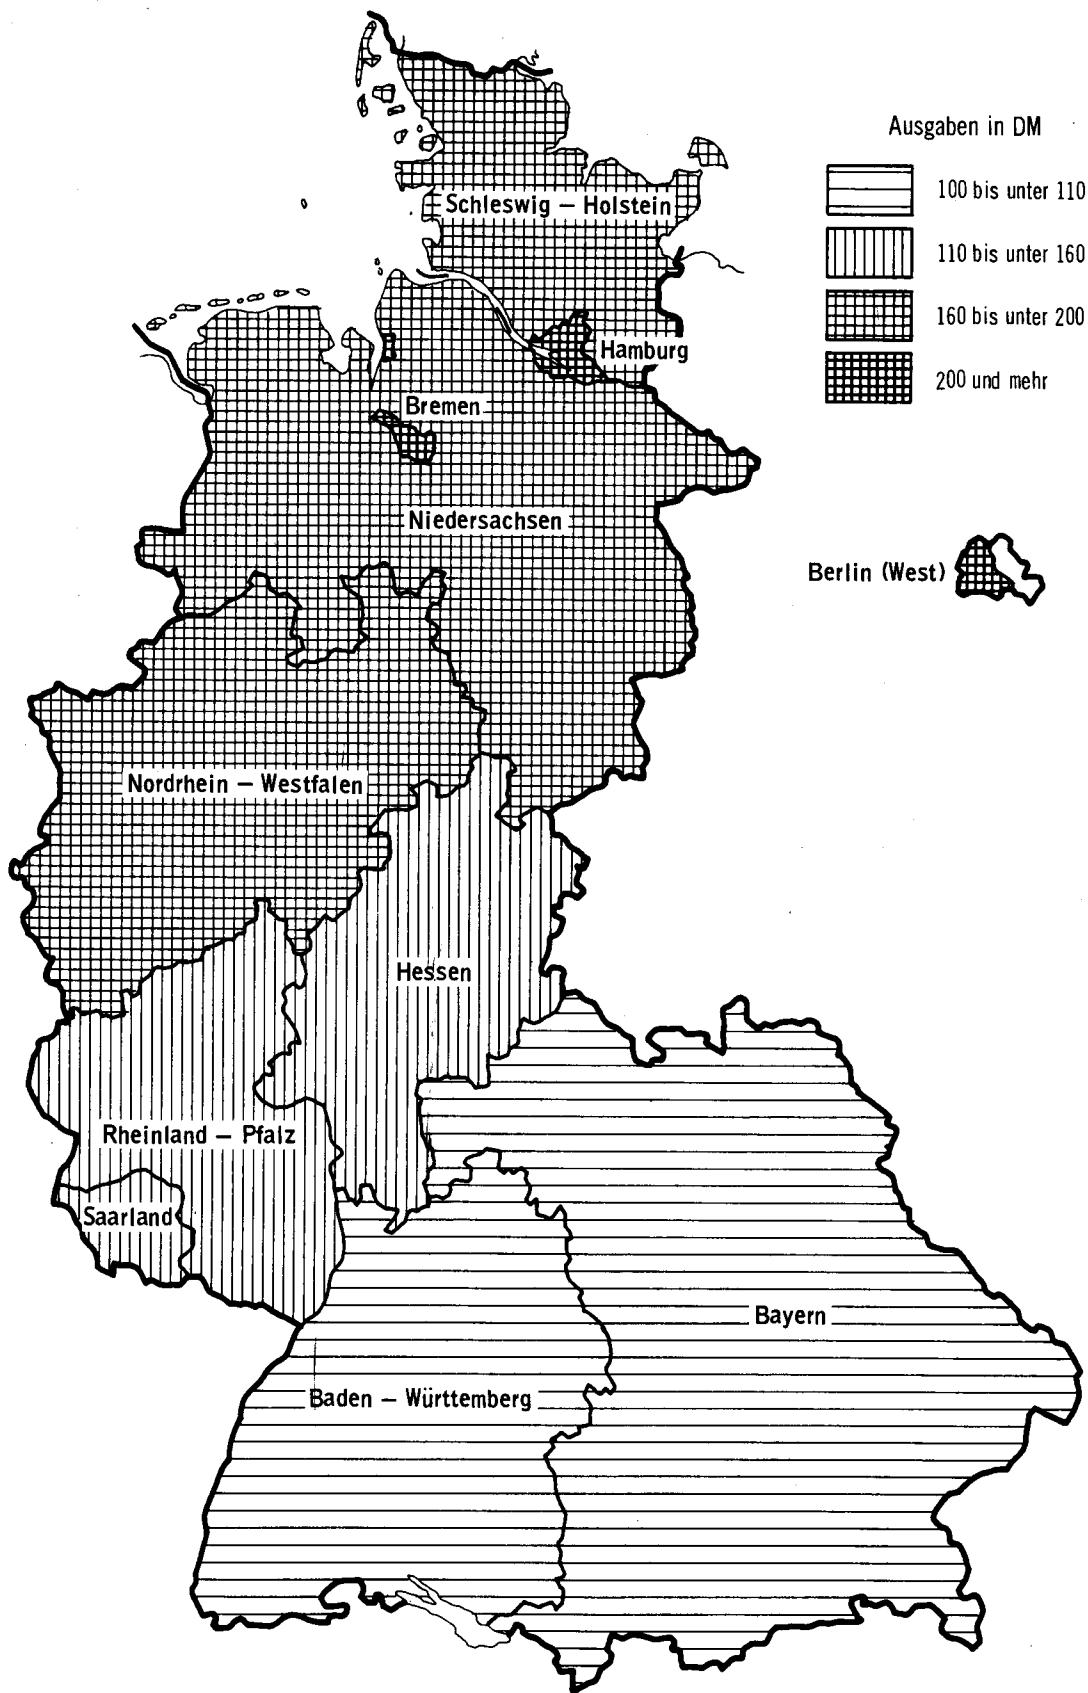 Ausgaben in DM
100 bis unter 110
110 bis unter 160
160 bis unter 200
200 und mehr
Schleswig – Holstein
Hamburg
Bremen
Niedersachsen
Berlin (West)
Nordrhein – Westfalen
Hessen
Rheinland – Pfalz
Saarland
Bayern
Baden – Württemberg